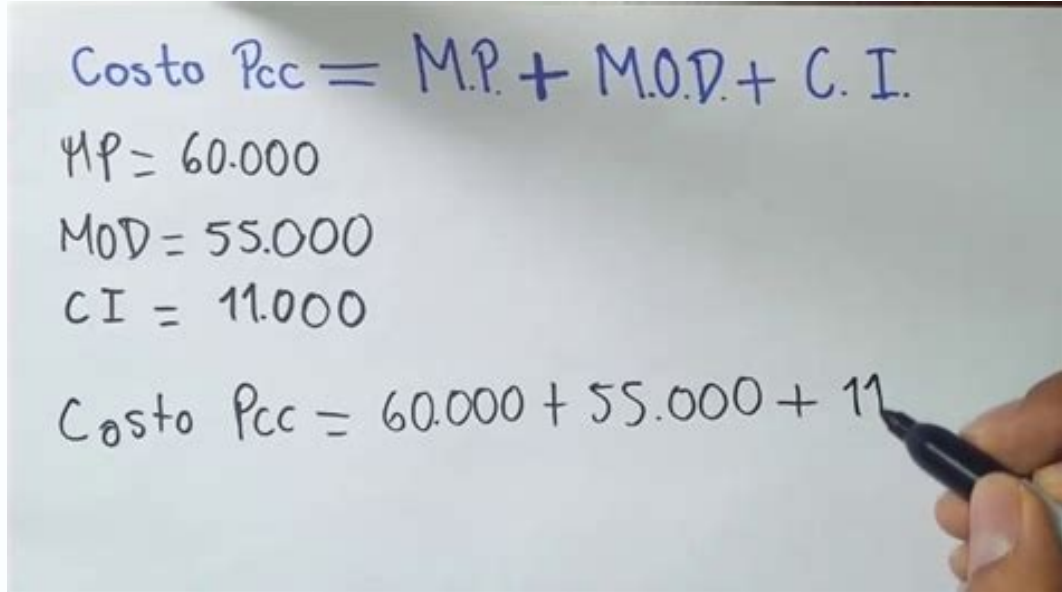 Costo Pcc = M.P. + M.O.D. + C. I.
MP = 60.000
MOD = 55.000
CI = 11.000
Costo Pcc = 60.000 + 55.000 + 11